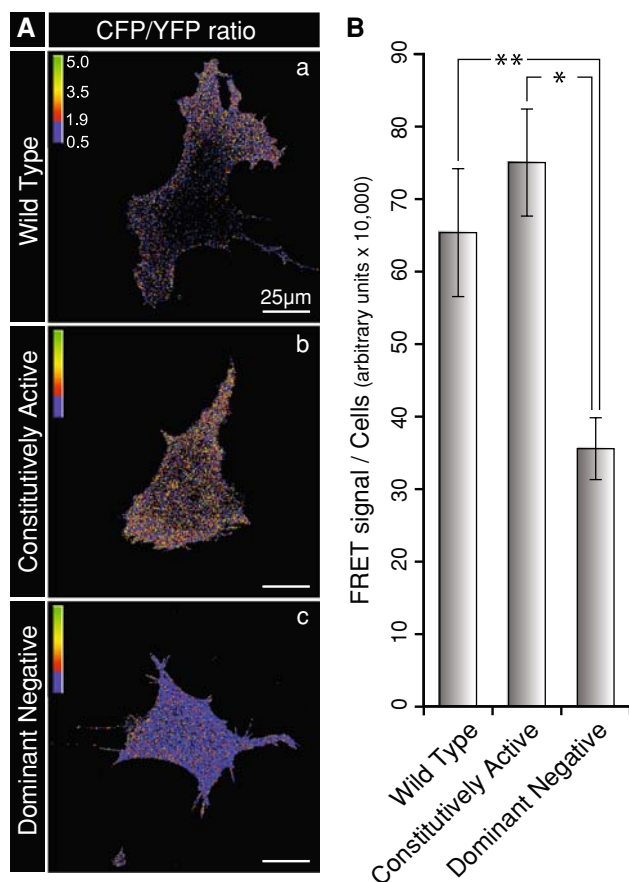 A
CFP/YFP ratio
Wild Type
a
5.0
3.5
1.9
0.5
25µm
Constitutively Active
b
Dominant Negative
c
B
FRET signal / Cells (arbitrary units x 10,000)
90
80
70
60
50
40
30
20
10
0
**
*
Wild Type
Constitutively Active
Dominant Negative